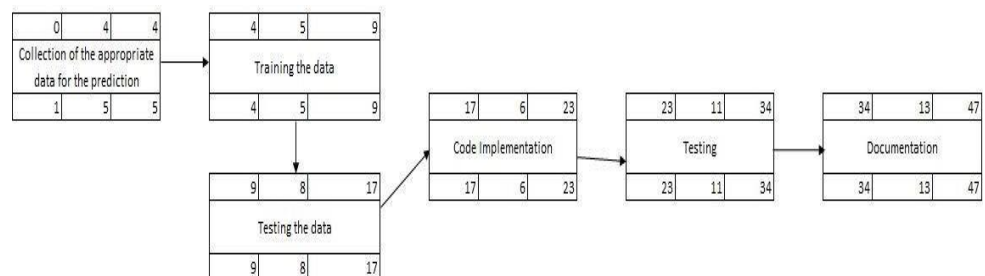 0 4 4
Collection of the appropriate
data for the prediction
1 5 5
4 5 9
Training the data
4 5 9
9 8 17
Testing the data
9 8 17
17 6 23
Code Implementation
17 6 23
23 11 34
Testing
23 11 34
34 13 47
Documentation
34 13 47